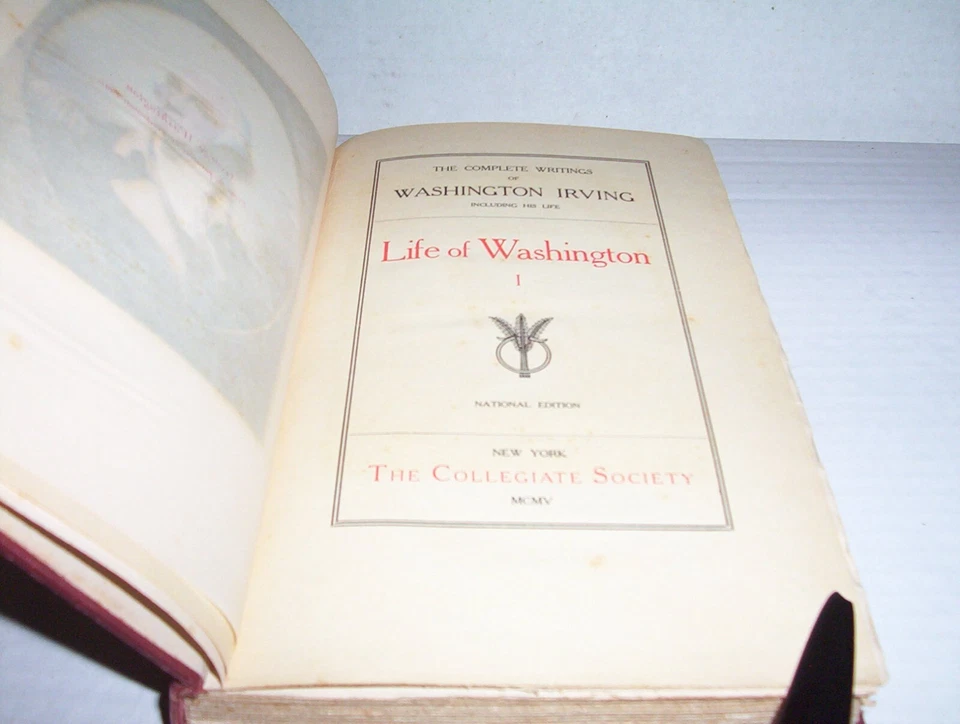 THE COMPLETE WRITINGS
OF
WASHINGTON IRVING
INCLUDING HIS LIFE
Life of Washington
I
NATIONAL EDITION
NEW YORK
THE COLLEGIATE SOCIETY
MCMV